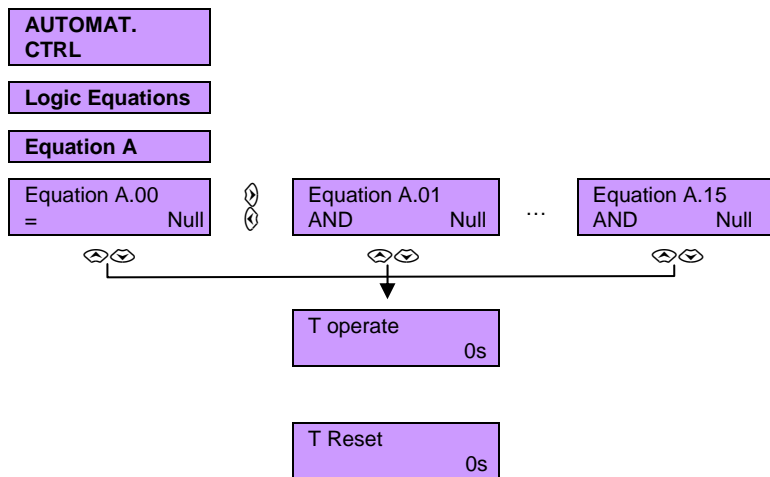 AUTOMAT.
CTRL
Logic Equations
Equation A
Equation A.00
= Null
Equation A.01
AND Null
...
Equation A.15
AND Null
T operate
0s
T Reset
0s